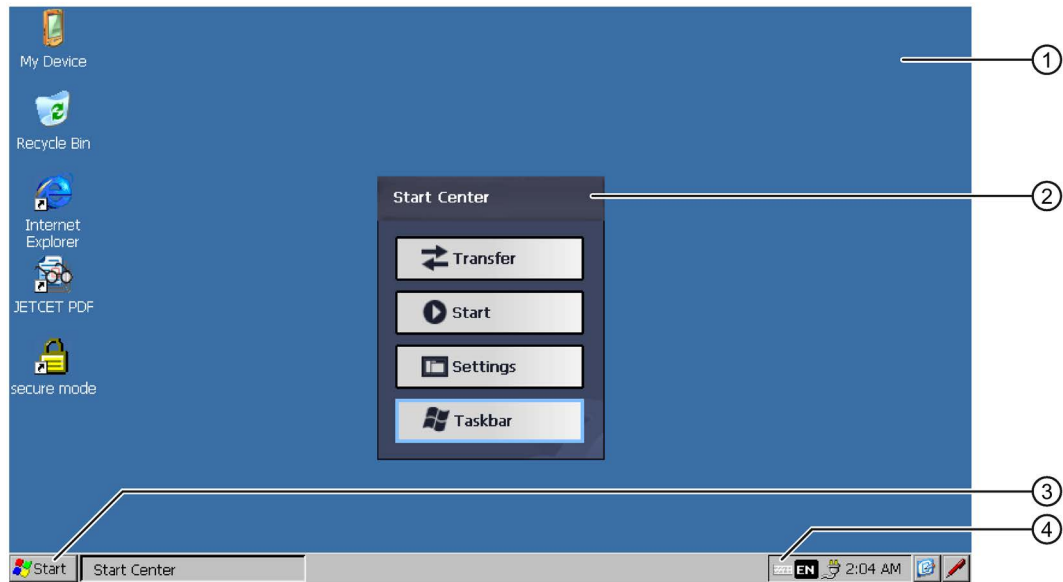 My Device
Recycle Bin
Internet
Explorer
JETCET PDF
secure mode
Start Center
Transfer
Start
Settings
Taskbar
1
2
3
4
Start
Start Center
EN
2:04 AM